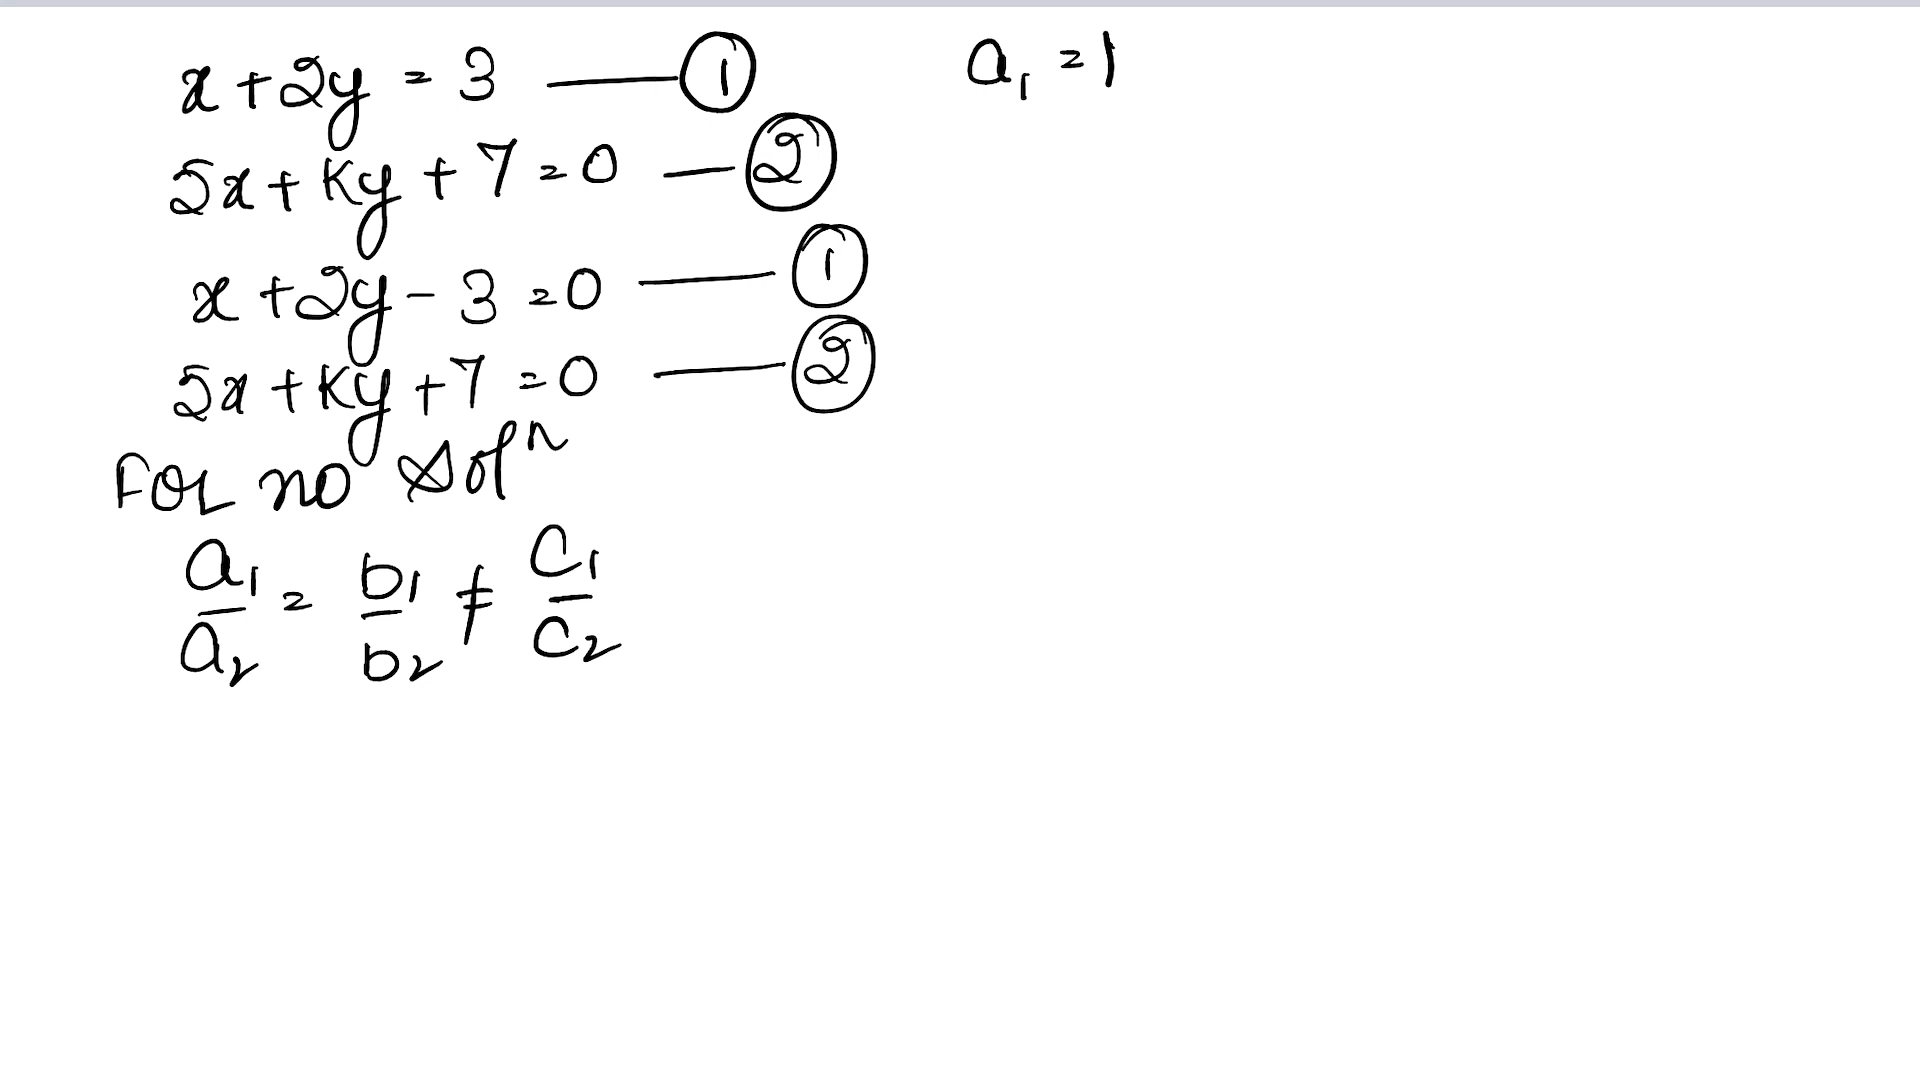 x + 2y = 3 — ①
5x + ky + 7 = 0 — ②
x + 2y - 3 = 0 — ①
5x + ky + 7 = 0 — ②
For no solⁿ
a₁/a₂ = b₁/b₂ ≠ c₁/c₂
a₁ = 1